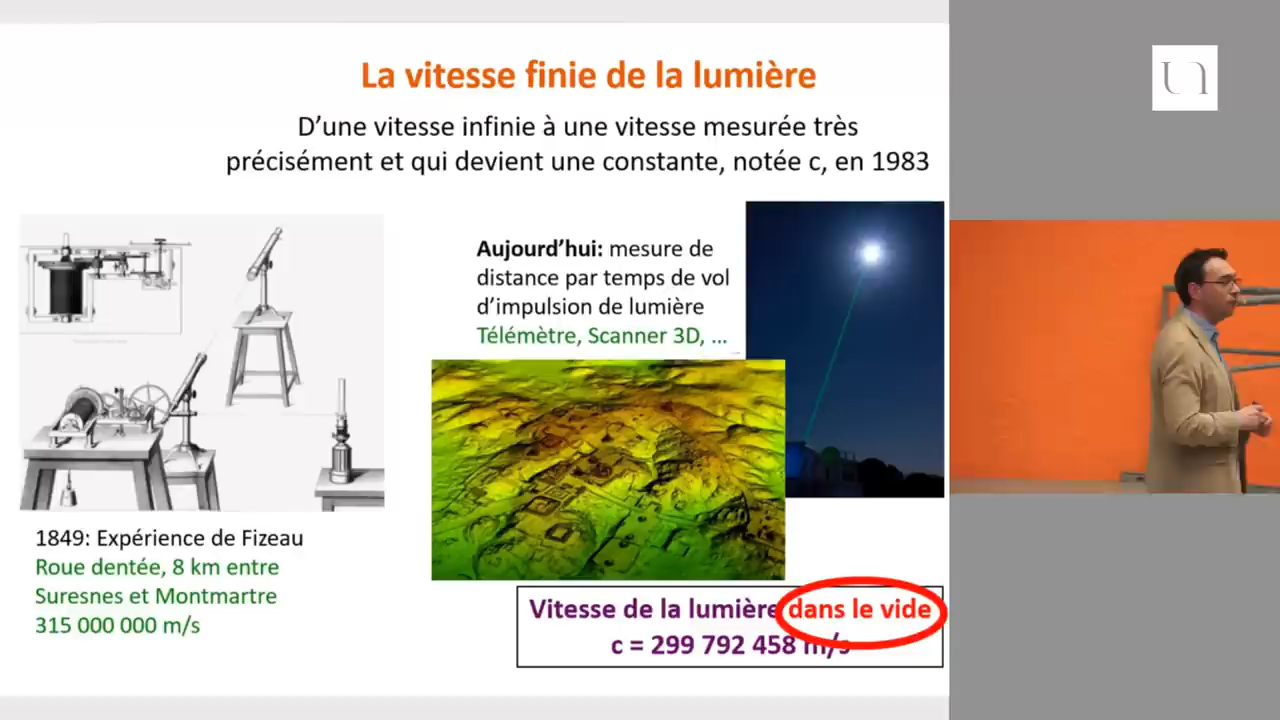 La vitesse finie de la lumière
D’une vitesse infinie à une vitesse mesurée très
précisément et qui devient une constante, notée c, en 1983
Aujourd’hui: mesure de
distance par temps de vol
d’impulsion de lumière
Télémètre, Scanner 3D, ...
1849: Expérience de Fizeau
Roue dentée, 8 km entre
Suresnes et Montmartre
315 000 000 m/s
Vitesse de la lumière dans le vide
c = 299 792 458 m/s